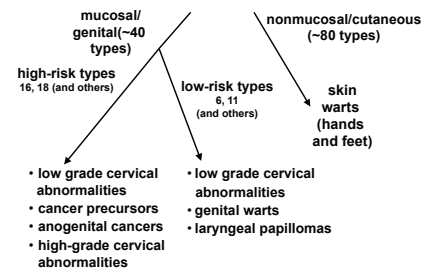 mucosal/
genital(~40
types)
nonmucosal/cutaneous
(~80 types)
high-risk types
16, 18 (and others)
low-risk types
6, 11
(and others)
skin
warts
(hands
and feet)
• low grade cervical
abnormalities
• cancer precursors
• anogenital cancers
• high-grade cervical
abnormalities
• low grade cervical
abnormalities
• genital warts
• laryngeal papillomas